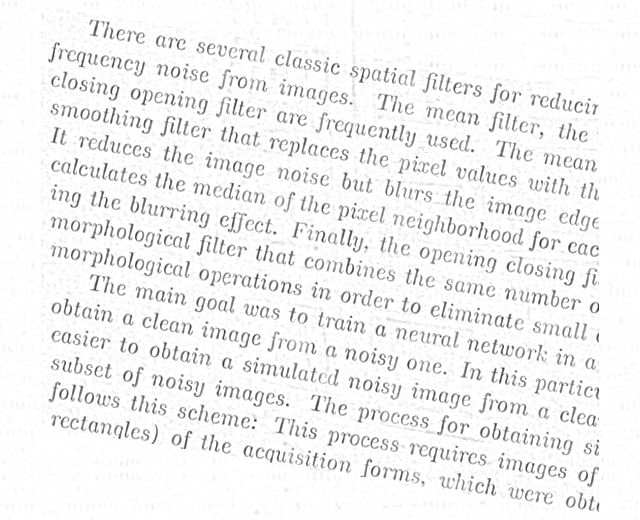 There are several classic spatial filters for reducin
frequency noise from images. The mean filter, the
closing opening filter are frequently used. The mean
smoothing filter that replaces the pixel values with th
It reduces the image noise but blurs the image edge
calculates the median of the pixel neighborhood for eac
ing the blurring effect. Finally, the opening closing fi
morphological filter that combines the same number o
morphological operations in order to eliminate small
The main goal was to train a neural network in a
obtain a clean image from a noisy one. In this particu
easier to obtain a simulated noisy image from a clea
subset of noisy images. The process for obtaining si
follows this scheme: This process requires images of
rectangles) of the acquisition forms, which were obt